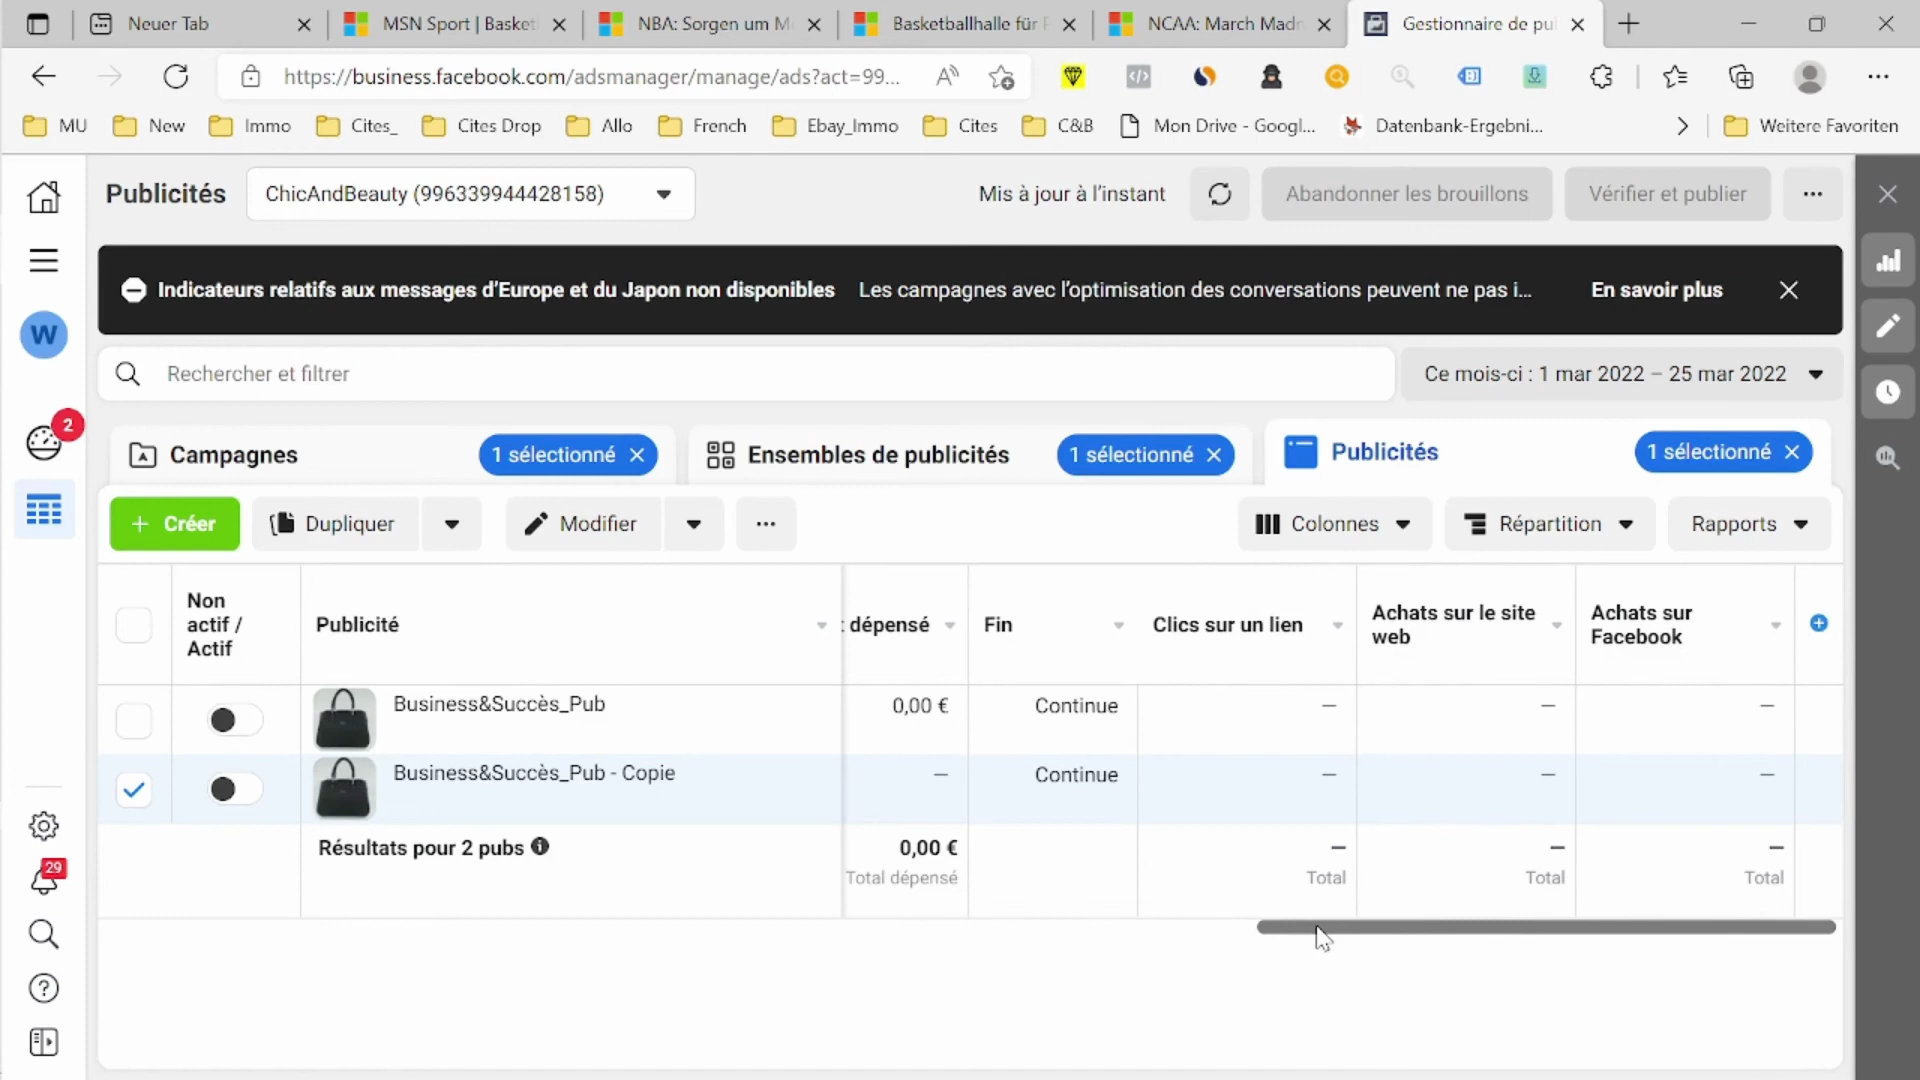 Neuer Tab
MSN Sport | Basket
NBA: Sorgen um M
Basketballhalle für F
NCAA: March Madn
Gestionnaire de pul
https://business.facebook.com/adsmanager/manage/ads?act=99...
MU
New
Immo
Cites_
Cites Drop
Allo
French
Ebay_Immo
Cites
C&B
Mon Drive - Googl...
Datenbank-Ergebni...
Weitere Favoriten
Publicités
ChicAndBeauty (996339944428158)
Mis à jour à l’instant
Abandonner les brouillons
Vérifier et publier
W
Indicateurs relatifs aux messages d’Europe et du Japon non disponibles
Les campagnes avec l’optimisation des conversations peuvent ne pas i...
En savoir plus
Rechercher et filtrer
Ce mois-ci : 1 mar 2022 – 25 mar 2022
2
Campagnes
1 sélectionné
Ensembles de publicités
1 sélectionné
Publicités
1 sélectionné
+ Créer
Dupliquer
Modifier
Colonnes
Répartition
Rapports
Non actif / Actif
Publicité
dépensé
Fin
Clics sur un lien
Achats sur le site web
Achats sur Facebook
Business&Succès_Pub
0,00 €
Continue
—
—
—
Business&Succès_Pub - Copie
—
Continue
—
—
—
Résultats pour 2 pubs
0,00 €
Total dépensé
—
Total
—
Total
—
Total
29